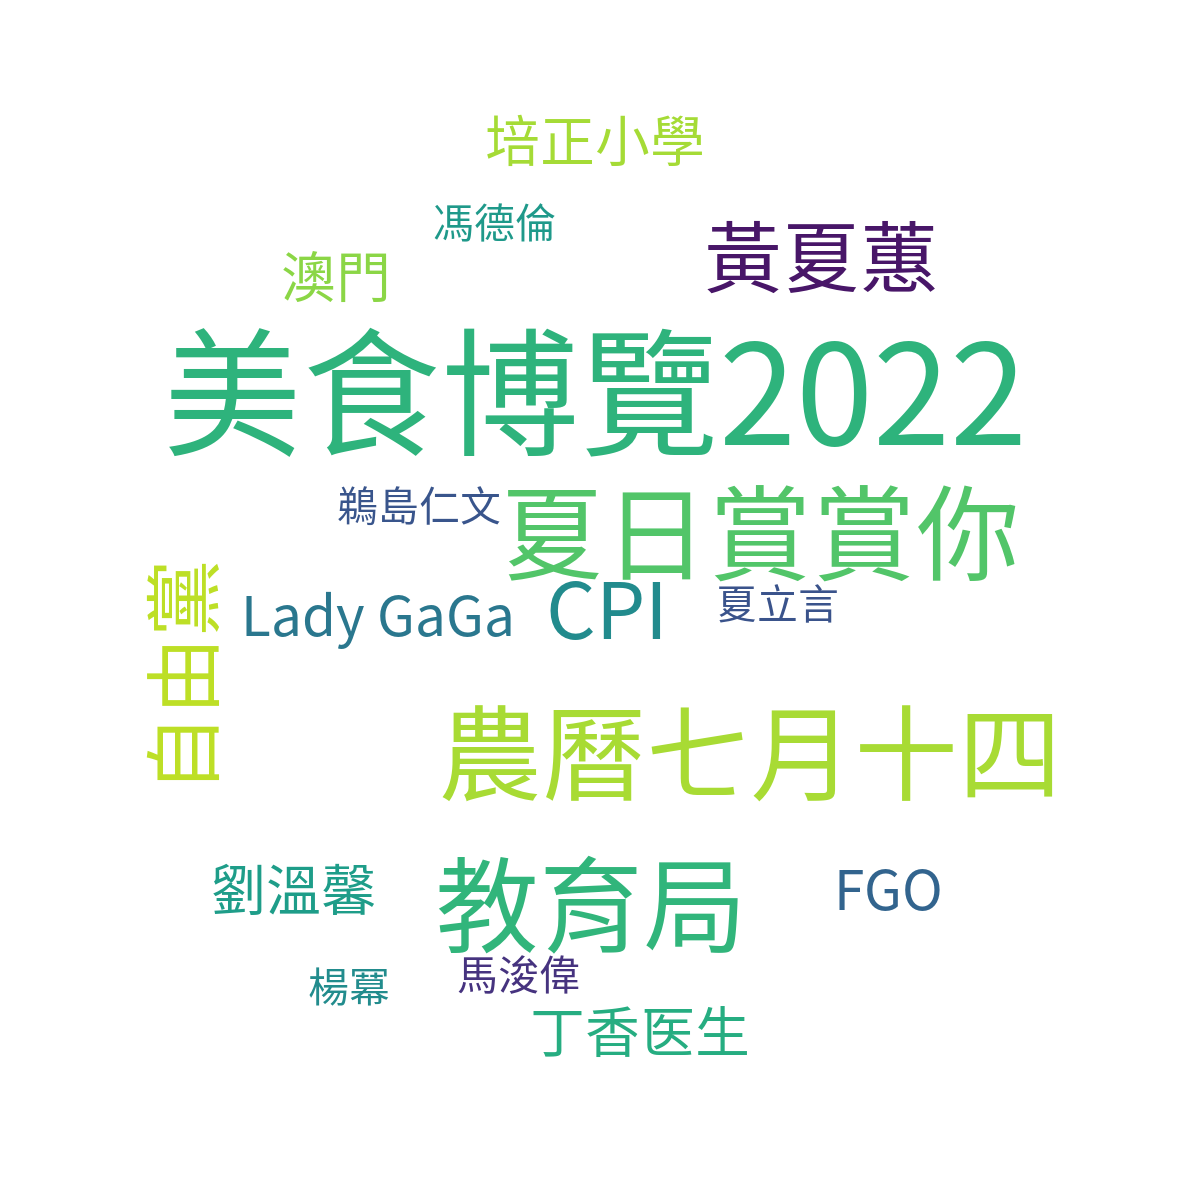 培正小學
馮德倫
黃夏蕙
澳門
美食博覽2022
鵜島仁文
夏日賞賞你
自由黨
Lady GaGa
CPI
夏立言
農曆七月十四
教育局
劉溫馨
FGO
馬浚偉
楊冪
丁香医生